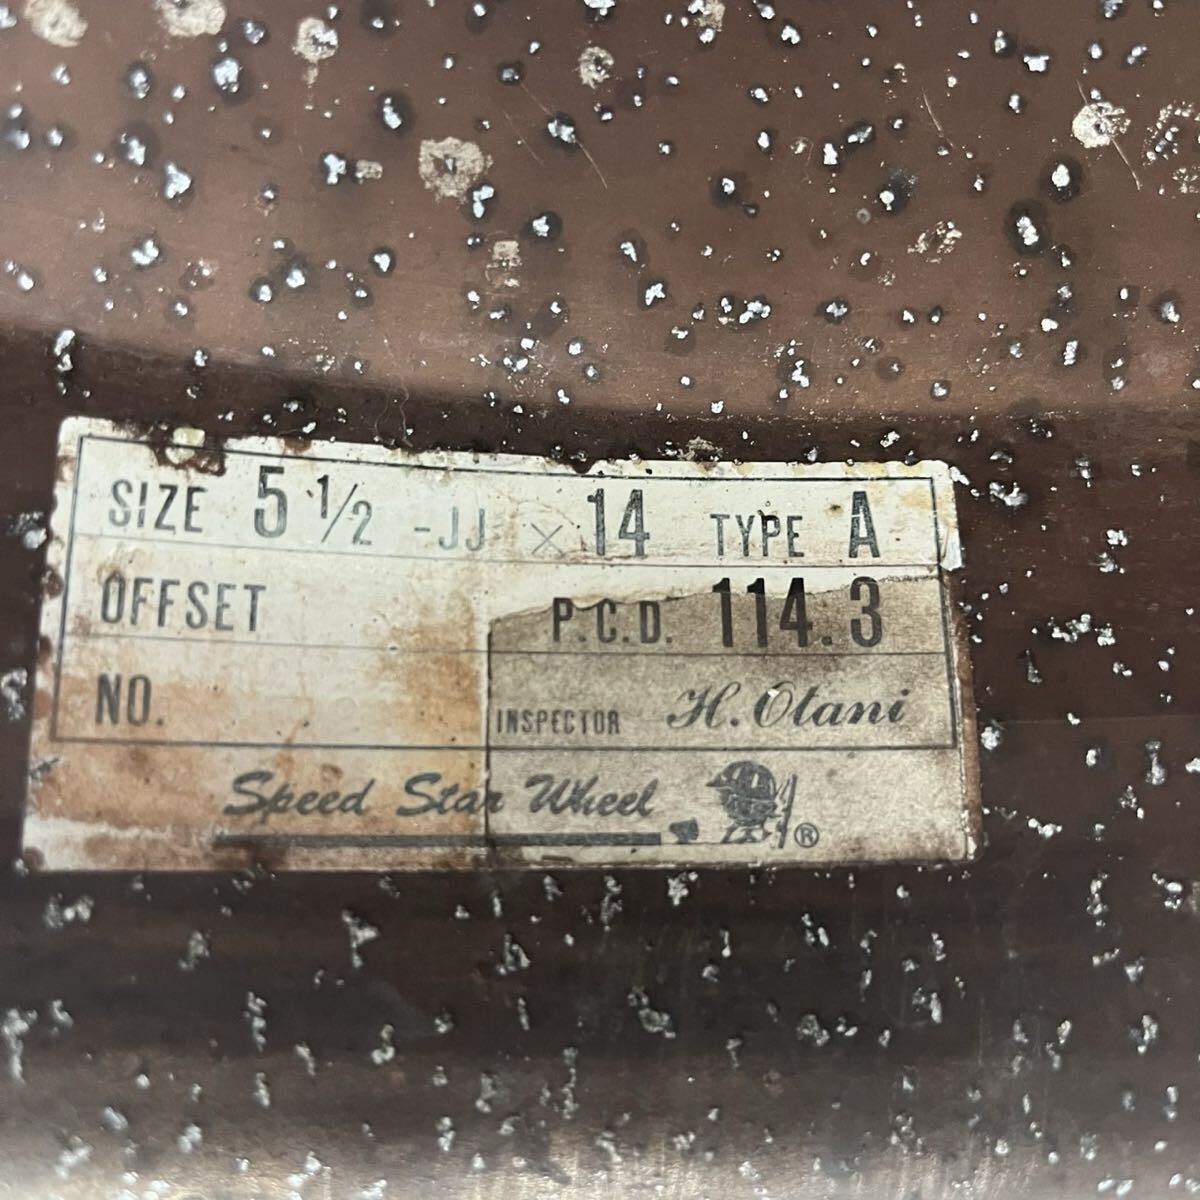 SIZE 5 1/2 -JJ × 14 TYPE A
OFFSET P.C.D. 114.3
NO. INSPECTOR H. Otani
Speed Star Wheel ®